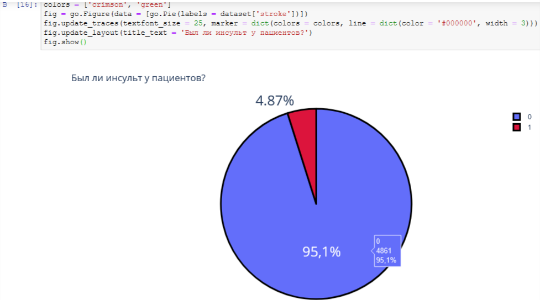 [16]: colors = ['crimson', 'green']
fig = go.Figure(data = [go.Pie(labels = dataset['stroke'])])
fig.update_traces(textfont_size = 25, marker = dict(colors = colors, line = dict(color = '#000000', width = 3)))
fig.update_layout(title_text = 'Был ли инсульт у пациентов?')
fig.show()
Был ли инсульт у пациентов?
4.87%
0
1
0
4861
95,1%
95,1%